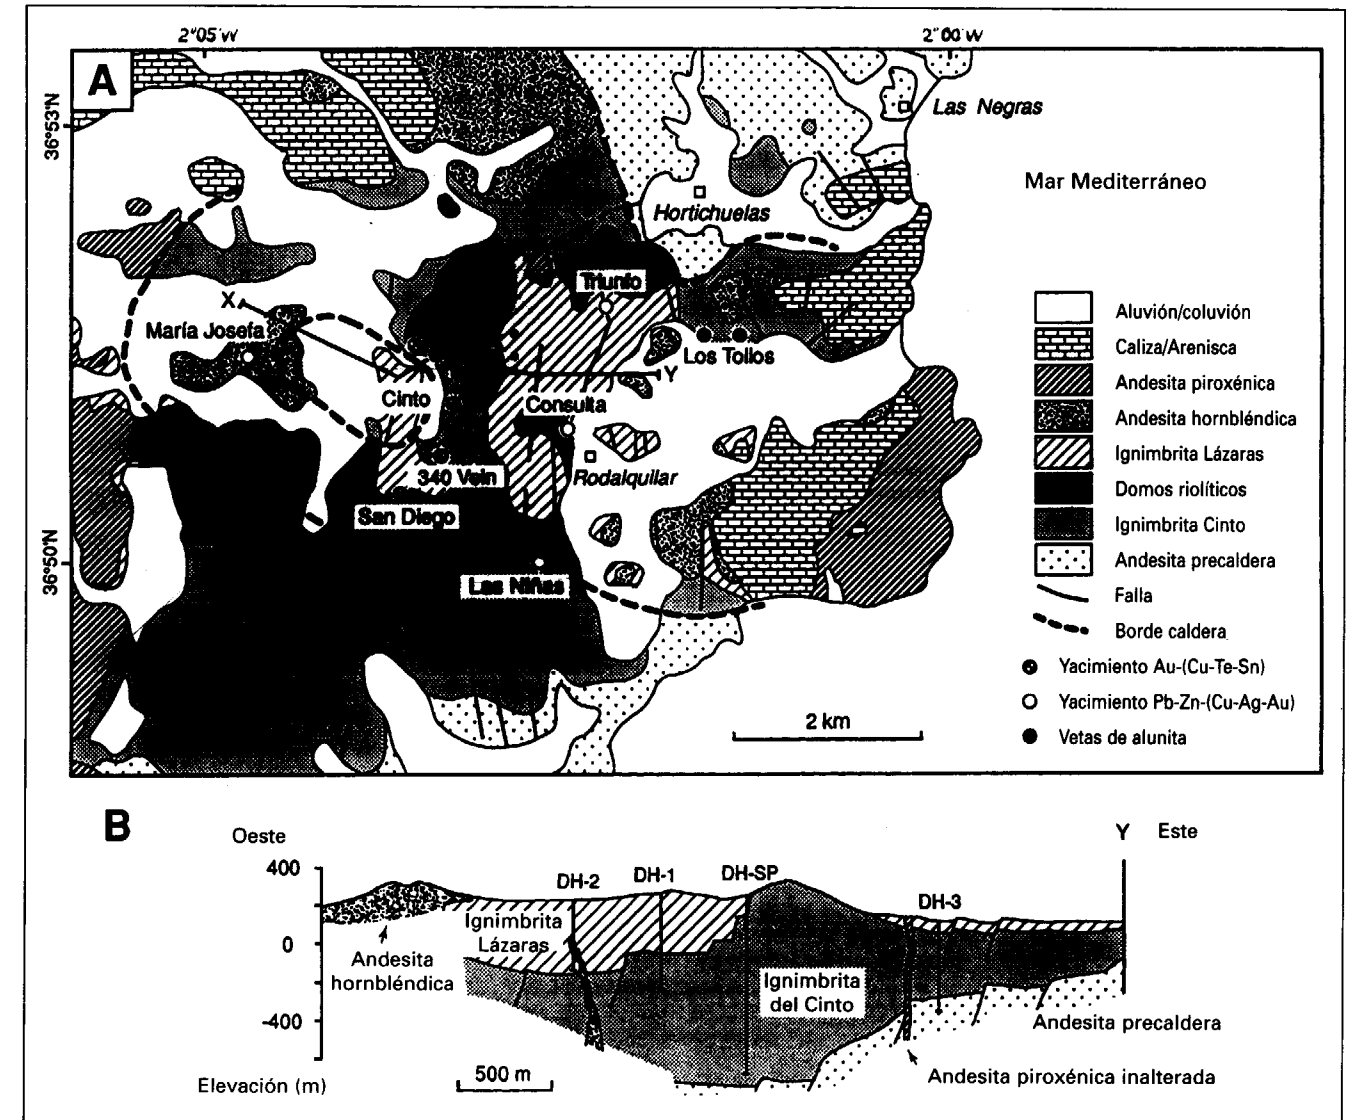 2°05´W
2°00´W
A
36°53'N
Las Negras
Mar Mediterráneo
Hortichuelas
Triunfo
X
María Josefa
Los Tollos
Y
Cinto
Consulta
340 Vein
Rodalquilar
San Diego
36°50'N
Las Niñas
Aluvión/coluvión
Caliza/Arenisca
Andesita piroxénica
Andesita hornbléndica
Ignimbrita Lázaras
Domos riolíticos
Ignimbrita Cinto
Andesita precaldera
Falla
Borde caldera
Yacimiento Au-(Cu-Te-Sn)
Yacimiento Pb-Zn-(Cu-Ag-Au)
Vetas de alunita
2 km
B
Oeste
Y Este
400
DH-2
DH-1
DH-SP
DH-3
Ignimbrita
Lázaras
0
Andesita
hornbléndica
Ignimbrita
del Cinto
-400
Andesita precaldera
500 m
Elevación (m)
Andesita piroxénica inalterada